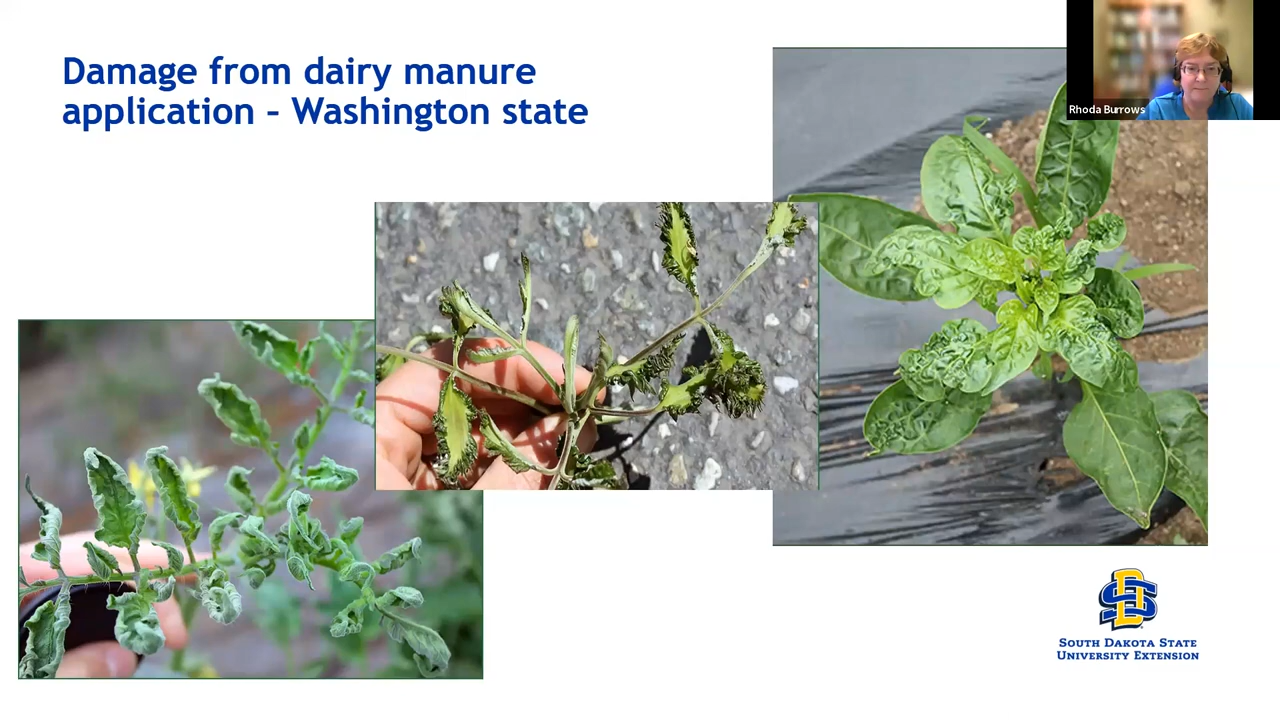 Damage from dairy manure
application – Washington state
Rhoda Burrows
South Dakota State
University Extension